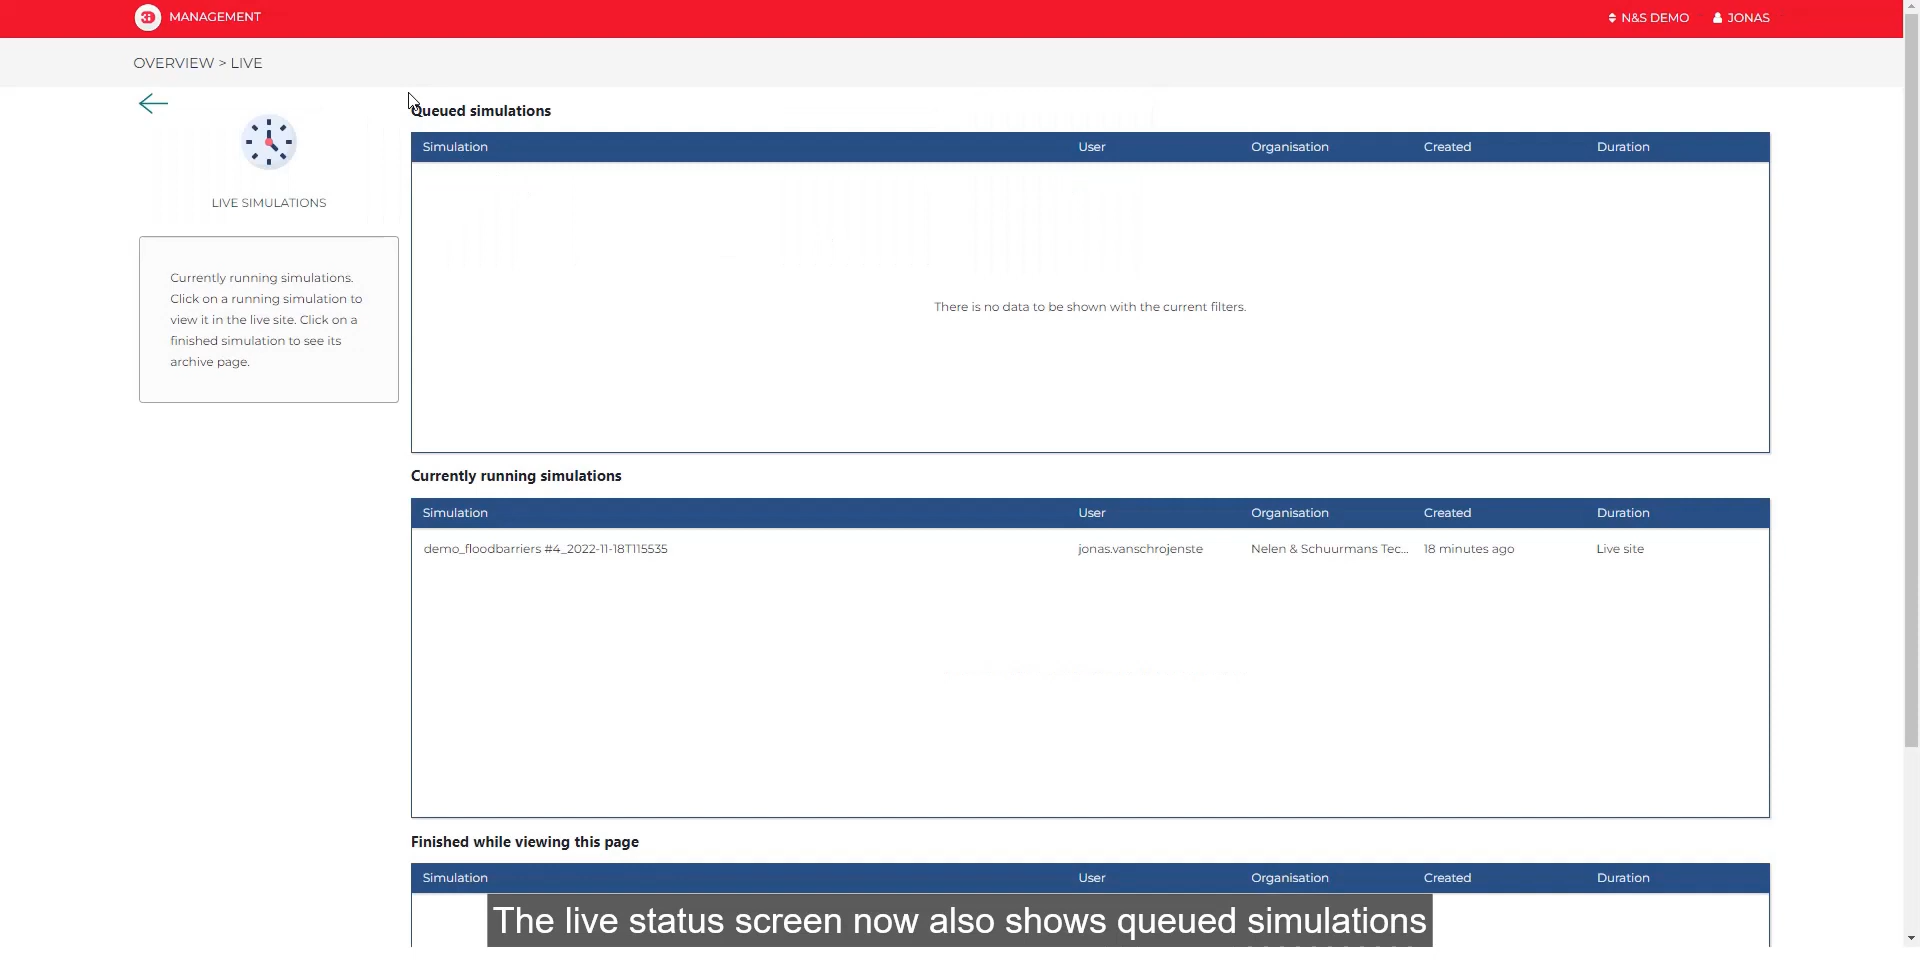 MANAGEMENT
N&S DEMO
JONAS
OVERVIEW > LIVE
LIVE SIMULATIONS
Currently running simulations.
Click on a running simulation to
view it in the live site. Click on a
finished simulation to see its
archive page.
Queued simulations
Simulation User Organisation Created Duration
There is no data to be shown with the current filters.
Currently running simulations
Simulation User Organisation Created Duration
demo_floodbarriers #4_2022-11-18T115535 jonas.vanschrojenste Nelen & Schuurmans Tec... 18 minutes ago Live site
Finished while viewing this page
Simulation User Organisation Created Duration
The live status screen now also shows queued simulations